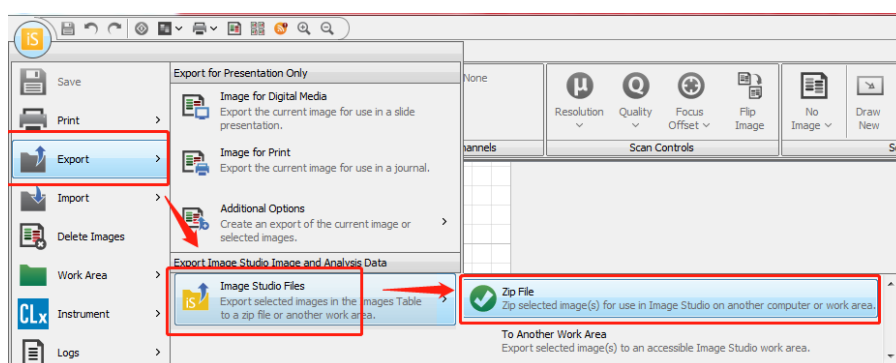 iS
None
Save
Print
Export
Import
Delete Images
Work Area
CLx
Instrument
Logs
Export for Presentation Only
Image for Digital Media
Export the current image for use in a slide
presentation.
Image for Print
Export the current image for use in a journal.
Additional Options
Create an export of the current image or
selected images.
Export Image Studio Image and Analysis Data
iS
Image Studio Files
Export selected images in the Images Table
to a zip file or another work area.
Zip File
Zip selected image(s) for use in Image Studio on another computer or work area.
To Another Work Area
Export selected image(s) to an accessible Image Studio work area.
hannels
μ
Resolution
Q
Quality
Focus
Offset
Flip
Image
Scan Controls
No
Image
Draw
New